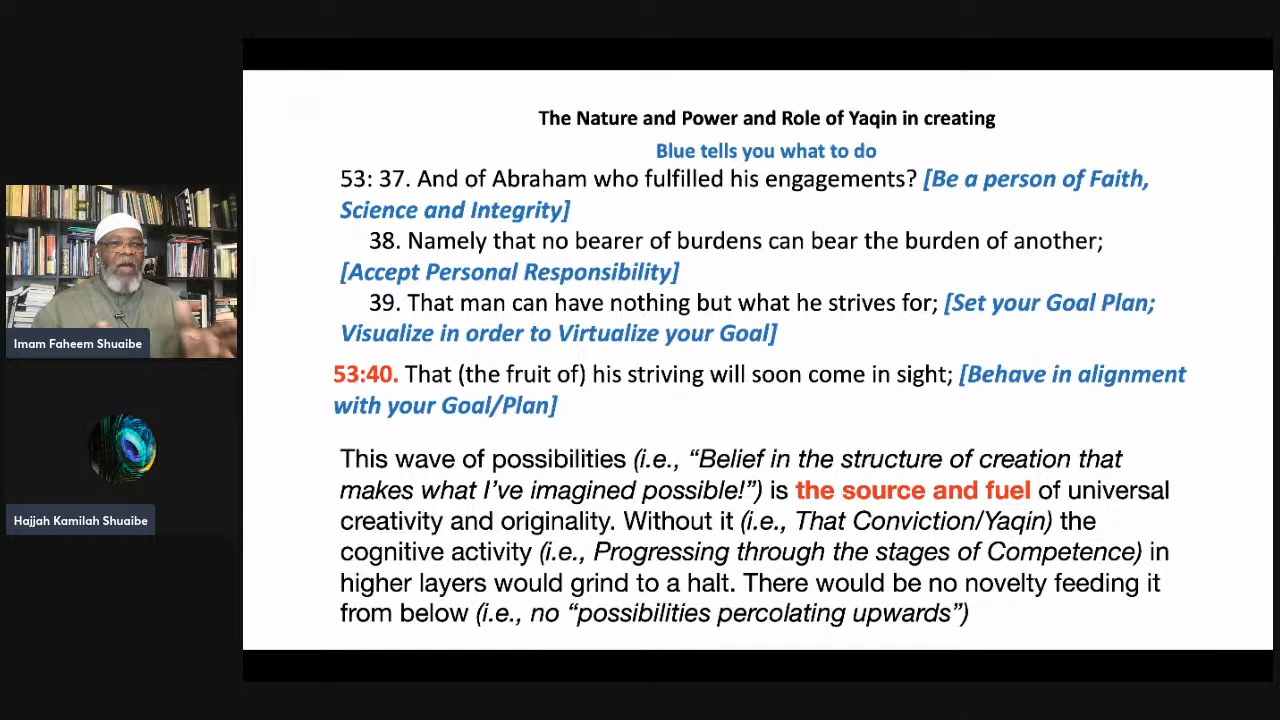 The Nature and Power and Role of Yaqin in creating
Blue tells you what to do
53: 37. And of Abraham who fulfilled his engagements? [Be a person of Faith,
Science and Integrity]
38. Namely that no bearer of burdens can bear the burden of another;
[Accept Personal Responsibility]
39. That man can have nothing but what he strives for; [Set your Goal Plan;
Visualize in order to Virtualize your Goal]
53:40. That (the fruit of) his striving will soon come in sight; [Behave in alignment
with your Goal/Plan]
This wave of possibilities (i.e., “Belief in the structure of creation that
makes what I’ve imagined possible!”) is the source and fuel of universal
creativity and originality. Without it (i.e., That Conviction/Yaqin) the
cognitive activity (i.e., Progressing through the stages of Competence) in
higher layers would grind to a halt. There would be no novelty feeding it
from below (i.e., no “possibilities percolating upwards”)
Imam Faheem Shuaibe
Hajjah Kamilah Shuaibe